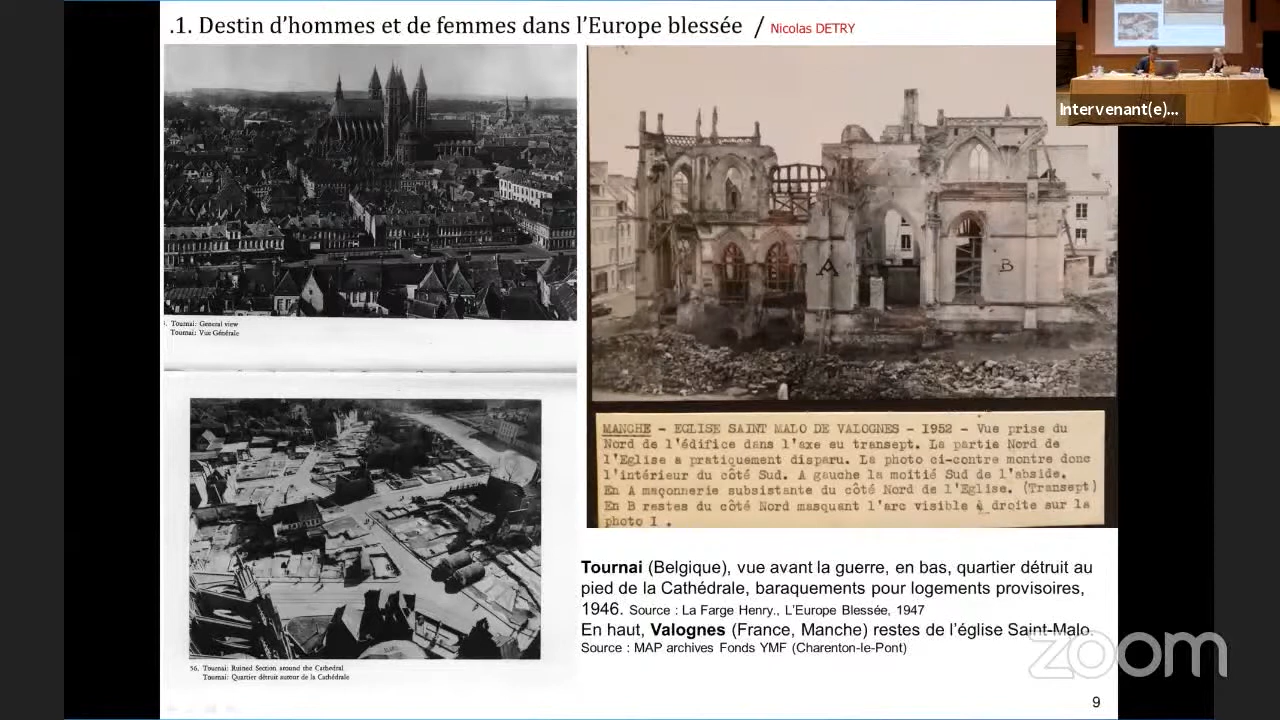 .1. Destin d’hommes et de femmes dans l’Europe blessée / Nicolas DETRY
Intervenant(e)...
Tournai: General view
Tournai: Vue Générale
56. Tournai: Ruined Section around the Cathedral
Tournai: Quartier détruit autour de la Cathédrale
A
B
MANCHE - EGLISE SAINT MALO DE VALOGNES - 1952 - Vue prise du
Nord de l'édifice dans l'axe eu transept. La partie Nord de
l'Eglise a pratiquement disparu. La photo ci-contre montre donc
l'intérieur du côté Sud. A gauche la moitié Sud de l'abside.
En A maçonnerie subsistante du côté Nord de l'Eglise. (Transept)
En B restes du côté Nord masquant l'arc visible à droite sur la
photo I .
Tournai (Belgique), vue avant la guerre, en bas, quartier détruit au
pied de la Cathédrale, baraquements pour logements provisoires,
1946. Source : La Farge Henry., L’Europe Blessée, 1947
En haut, Valognes (France, Manche) restes de l’église Saint-Malo.
Source : MAP archives Fonds YMF (Charenton-le-Pont)
zoom
9